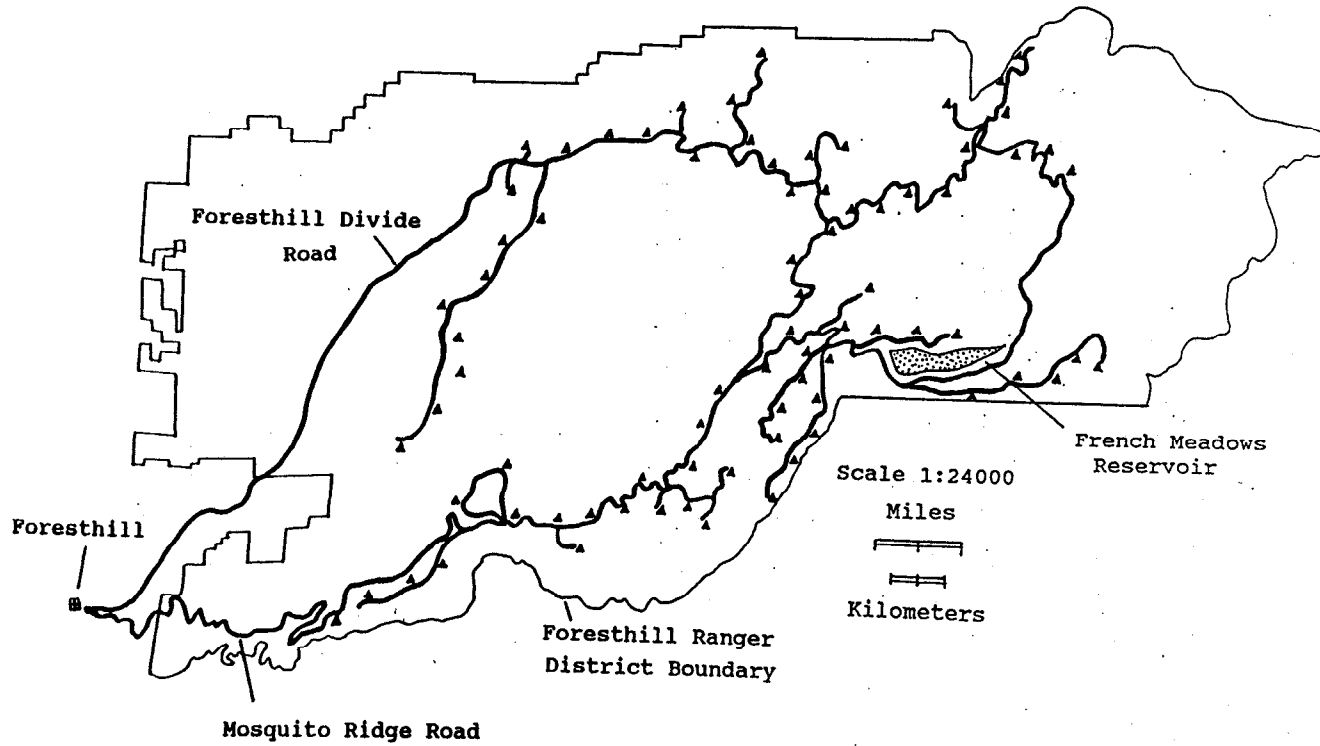 Foresthill Divide
Road
Foresthill
French Meadows
Reservoir
Scale 1:24000
Miles
Kilometers
Foresthill Ranger
District Boundary
Mosquito Ridge Road